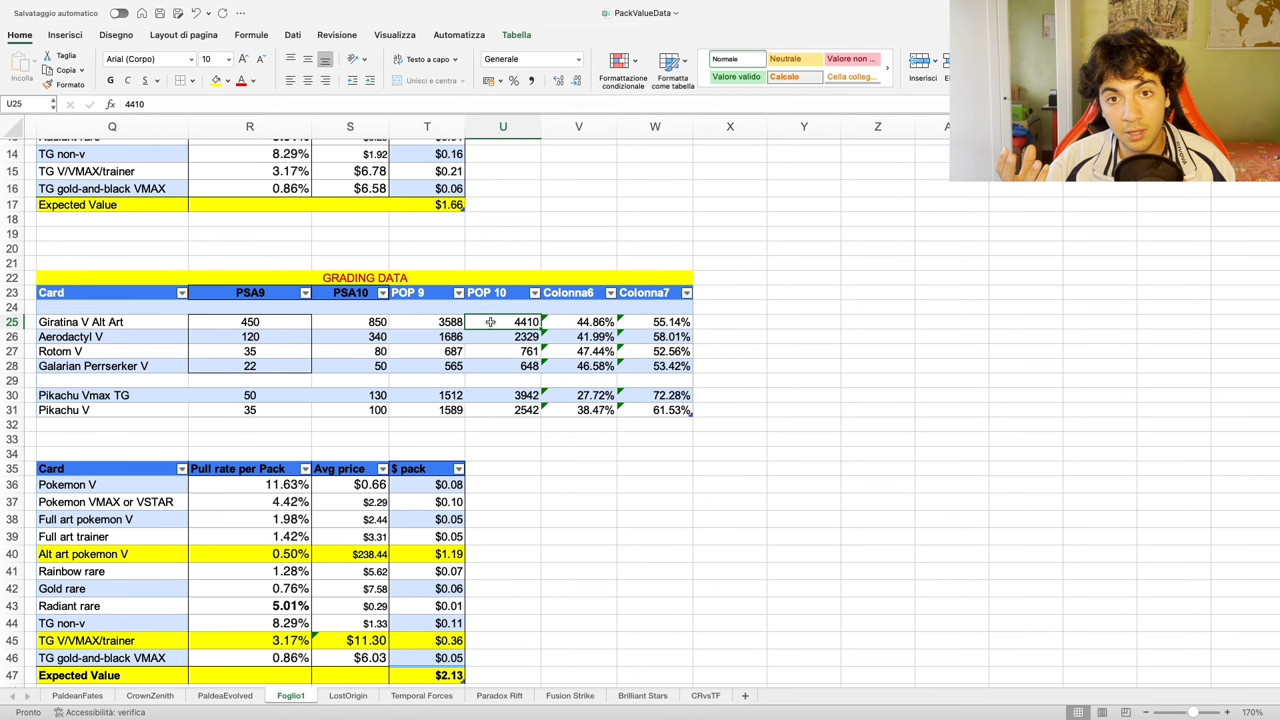 Salvataggio automatico PackValueData
Home Inserisci Disegno Layout di pagina Formule Dati Revisione Visualizza Automatizza Tabella
Incolla Taglia Copia Formato Arial (Corpo) 10 G C S Testo a capo Unisci e centra Generale % Formattazione condizionale Formatta come tabella Normale Neutrale Valore non ... Valore valido Calcolo Cella colleg... Inserisci
U25 fx 4410
Q R S T U V W X Y Z
14 TG non-v 8.29% $1.92 $0.16
15 TG V/VMAX/trainer 3.17% $6.78 $0.21
16 TG gold-and-black VMAX 0.86% $6.58 $0.06
17 Expected Value $1.66
18
19
20
21
22 GRADING DATA
23 Card PSA9 PSA10 POP 9 POP 10 Colonna6 Colonna7
24
25 Giratina V Alt Art 450 850 3588 4410 44.86% 55.14%
26 Aerodactyl V 120 340 1686 2329 41.99% 58.01%
27 Rotom V 35 80 687 761 47.44% 52.56%
28 Galarian Perrserker V 22 50 565 648 46.58% 53.42%
29
30 Pikachu Vmax TG 50 130 1512 3942 27.72% 72.28%
31 Pikachu V 35 100 1589 2542 38.47% 61.53%
32
33
34
35 Card Pull rate per Pack Avg price $ pack
36 Pokemon V 11.63% $0.66 $0.08
37 Pokemon VMAX or VSTAR 4.42% $2.29 $0.10
38 Full art pokemon V 1.98% $2.44 $0.05
39 Full art trainer 1.42% $3.31 $0.05
40 Alt art pokemon V 0.50% $238.44 $1.19
41 Rainbow rare 1.28% $5.62 $0.07
42 Gold rare 0.76% $7.58 $0.06
43 Radiant rare 5.01% $0.29 $0.01
44 TG non-v 8.29% $1.33 $0.11
45 TG V/VMAX/trainer 3.17% $11.30 $0.36
46 TG gold-and-black VMAX 0.86% $6.03 $0.05
47 Expected Value $2.13
PaldeanFates CrownZenith PaldeaEvolved Foglio1 LostOrigin Temporal Forces Paradox Rift Fusion Strike Brilliant Stars CRvsTF +
Pronto Accessibilità: verifica 170%